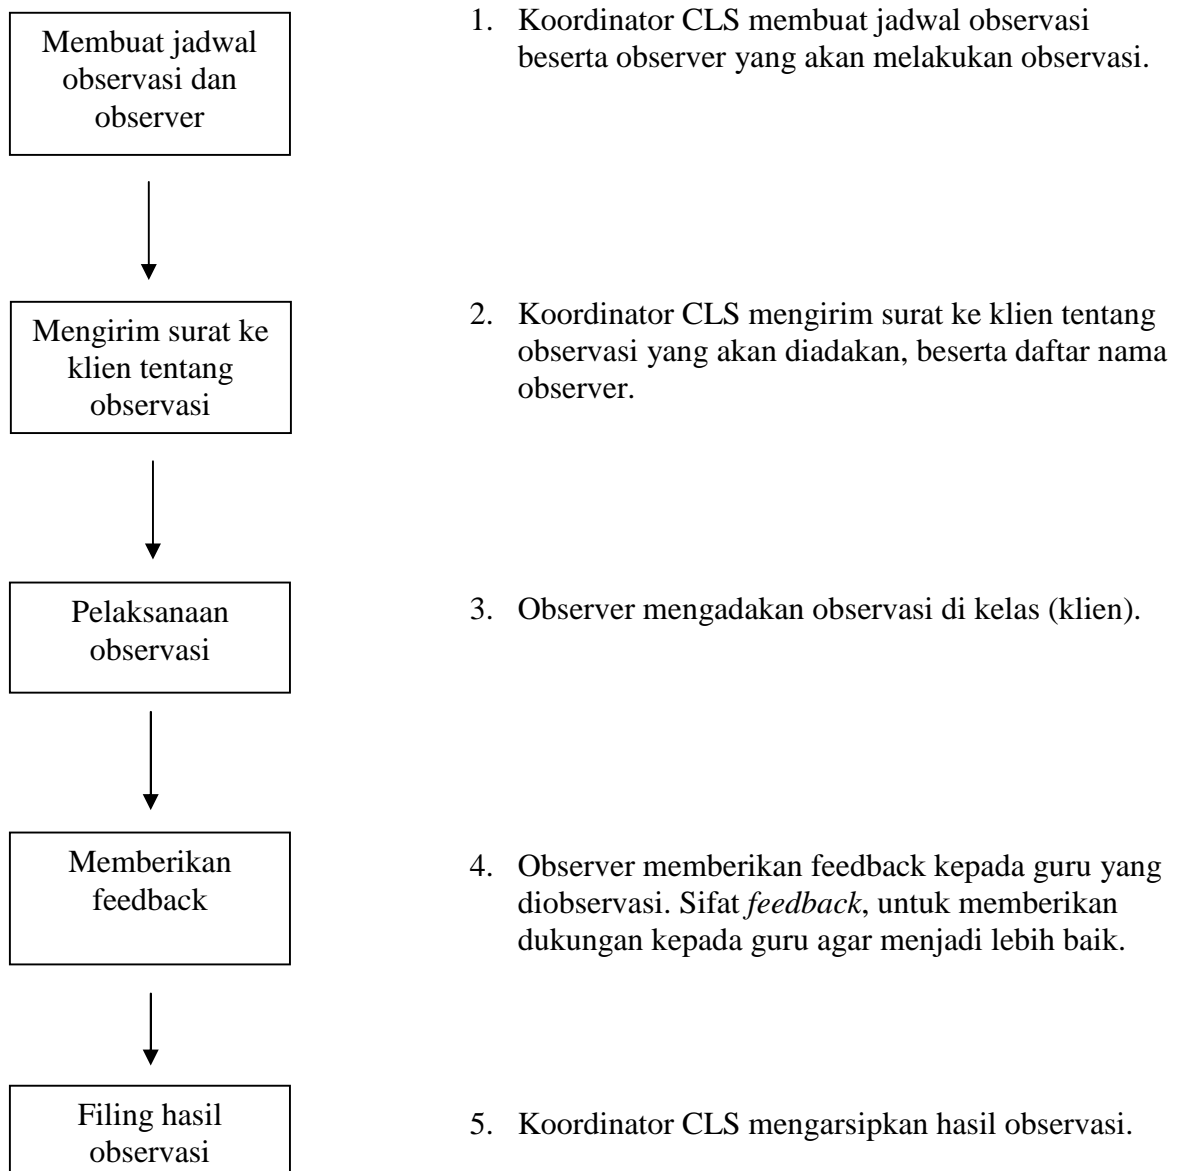 Membuat jadwal
observasi dan
observer
1. Koordinator CLS membuat jadwal observasi
beserta observer yang akan melakukan observasi.
Mengirim surat ke
klien tentang
observasi
2. Koordinator CLS mengirim surat ke klien tentang
observasi yang akan diadakan, beserta daftar nama
observer.
Pelaksanaan
observasi
3. Observer mengadakan observasi di kelas (klien).
Memberikan
feedback
4. Observer memberikan feedback kepada guru yang
diobservasi. Sifat feedback, untuk memberikan
dukungan kepada guru agar menjadi lebih baik.
Filing hasil
observasi
5. Koordinator CLS mengarsipkan hasil observasi.